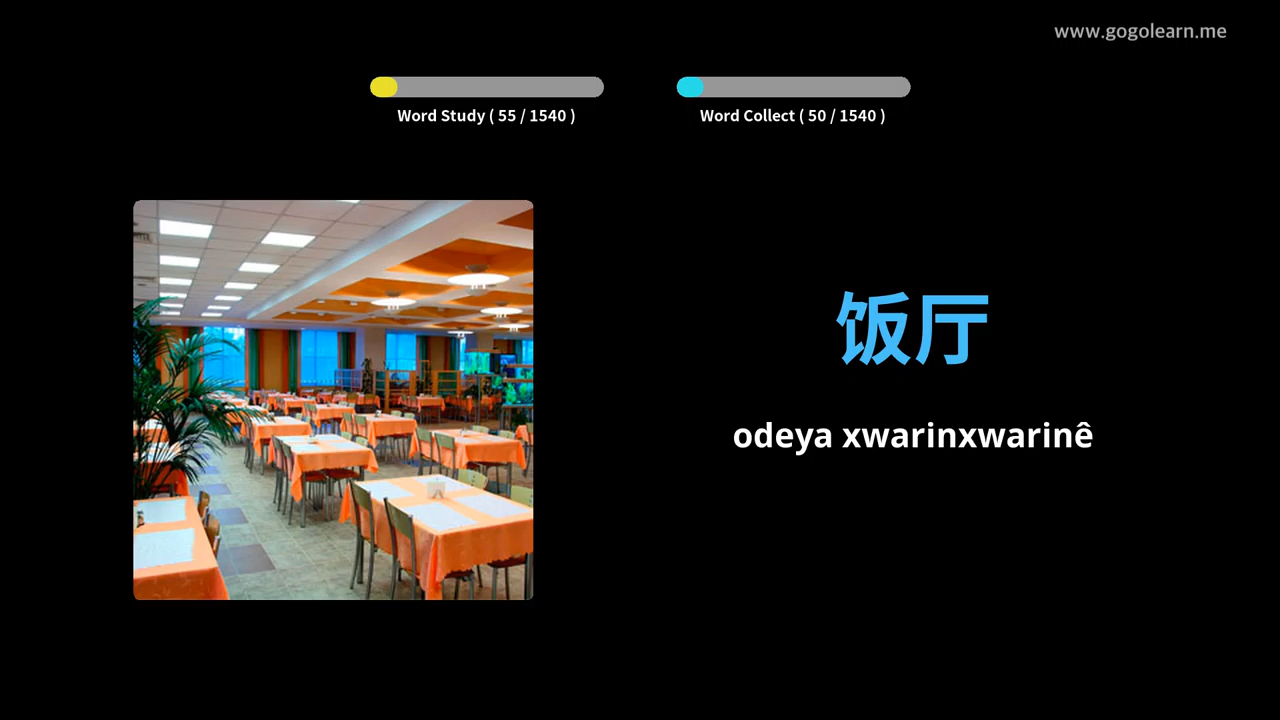 www.gogolearn.me
Word Study ( 55 / 1540 )
Word Collect ( 50 / 1540 )
饭厅
odeya xwarinxwarinê